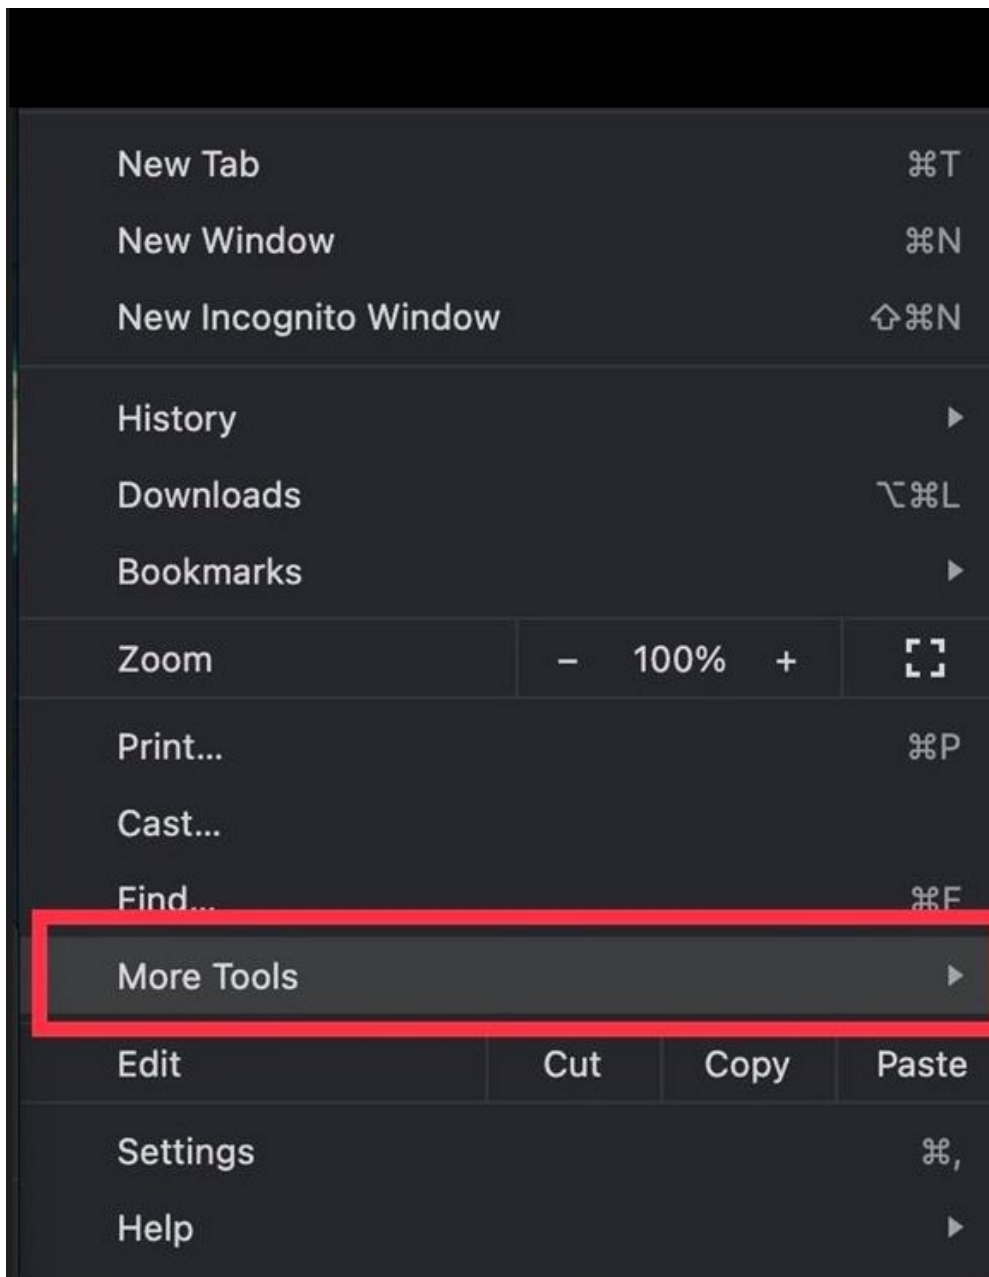 New Tab ⌘T
New Window ⌘N
New Incognito Window ⇧⌘N
History ▸
Downloads ⌥⌘L
Bookmarks ▸
Zoom − 100% +
Print... ⌘P
Cast...
Find... ⌘F
More Tools ▸
Edit Cut Copy Paste
Settings ⌘,
Help ▸